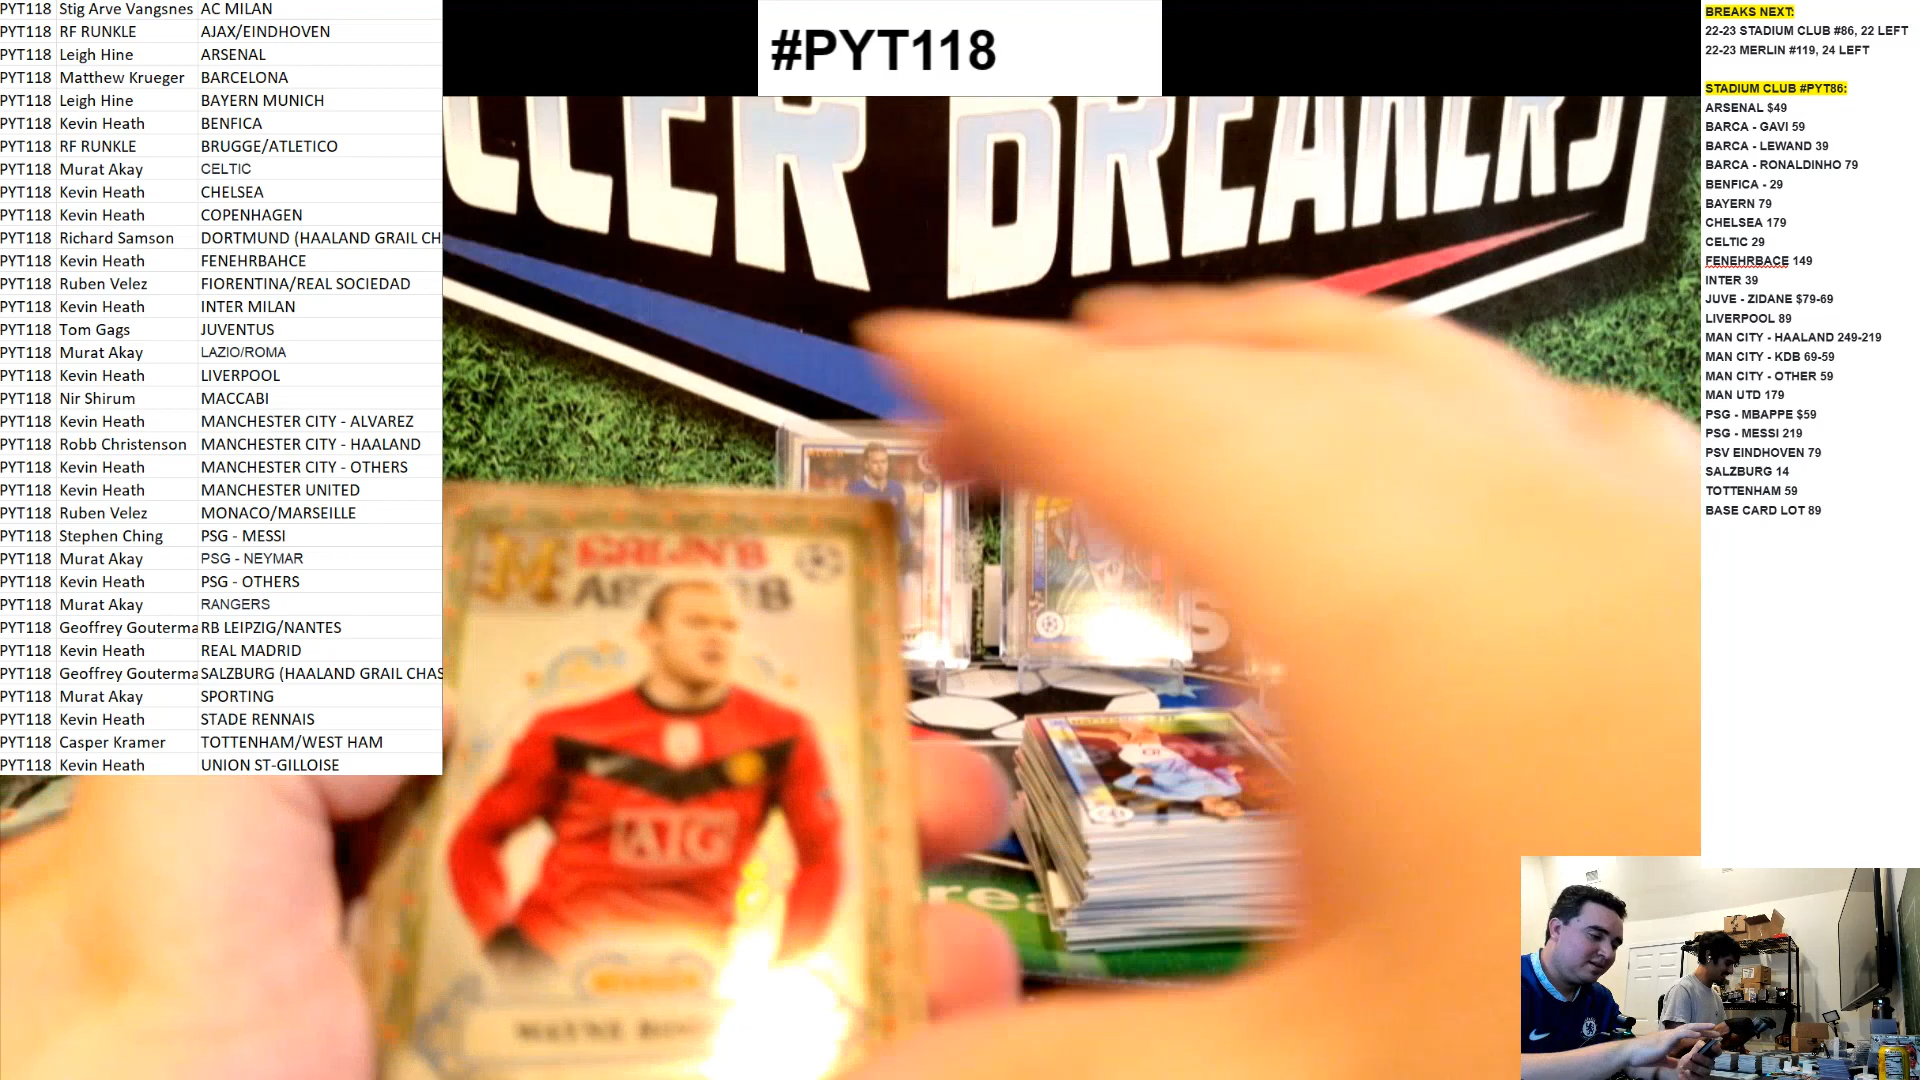 PYT118 Stig Arve Vangsnes AC MILAN
PYT118 RF RUNKLE AJAX/EINDHOVEN
PYT118 Leigh Hine ARSENAL
PYT118 Matthew Krueger BARCELONA
PYT118 Leigh Hine BAYERN MUNICH
PYT118 Kevin Heath BENFICA
PYT118 RF RUNKLE BRUGGE/ATLETICO
PYT118 Murat Akay CELTIC
PYT118 Kevin Heath CHELSEA
PYT118 Kevin Heath COPENHAGEN
PYT118 Richard Samson DORTMUND (HAALAND GRAIL CH
PYT118 Kevin Heath FENEHRBAHCE
PYT118 Ruben Velez FIORENTINA/REAL SOCIEDAD
PYT118 Kevin Heath INTER MILAN
PYT118 Tom Gags JUVENTUS
PYT118 Murat Akay LAZIO/ROMA
PYT118 Kevin Heath LIVERPOOL
PYT118 Nir Shirum MACCABI
PYT118 Kevin Heath MANCHESTER CITY - ALVAREZ
PYT118 Robb Christenson MANCHESTER CITY - HAALAND
PYT118 Kevin Heath MANCHESTER CITY - OTHERS
PYT118 Kevin Heath MANCHESTER UNITED
PYT118 Ruben Velez MONACO/MARSEILLE
PYT118 Stephen Ching PSG - MESSI
PYT118 Murat Akay PSG - NEYMAR
PYT118 Kevin Heath PSG - OTHERS
PYT118 Murat Akay RANGERS
PYT118 Geoffrey Gouterma RB LEIPZIG/NANTES
PYT118 Kevin Heath REAL MADRID
PYT118 Geoffrey Gouterma SALZBURG (HAALAND GRAIL CHAS
PYT118 Murat Akay SPORTING
PYT118 Kevin Heath STADE RENNAIS
PYT118 Casper Kramer TOTTENHAM/WEST HAM
PYT118 Kevin Heath UNION ST-GILLOISE
#PYT118
CCER BREAKERS
AIG
WAYNE
BREAKS NEXT:
22-23 STADIUM CLUB #86, 22 LEFT
22-23 MERLIN #119, 24 LEFT
STADIUM CLUB #PYT86:
ARSENAL $49
BARCA - GAVI 59
BARCA - LEWAND 39
BARCA - RONALDINHO 79
BENFICA - 29
BAYERN 79
CHELSEA 179
CELTIC 29
FENEHRBACE 149
INTER 39
JUVE - ZIDANE $79-69
LIVERPOOL 89
MAN CITY - HAALAND 249-219
MAN CITY - KDB 69-59
MAN CITY - OTHER 59
MAN UTD 179
PSG - MBAPPE $59
PSG - MESSI 219
PSV EINDHOVEN 79
SALZBURG 14
TOTTENHAM 59
BASE CARD LOT 89